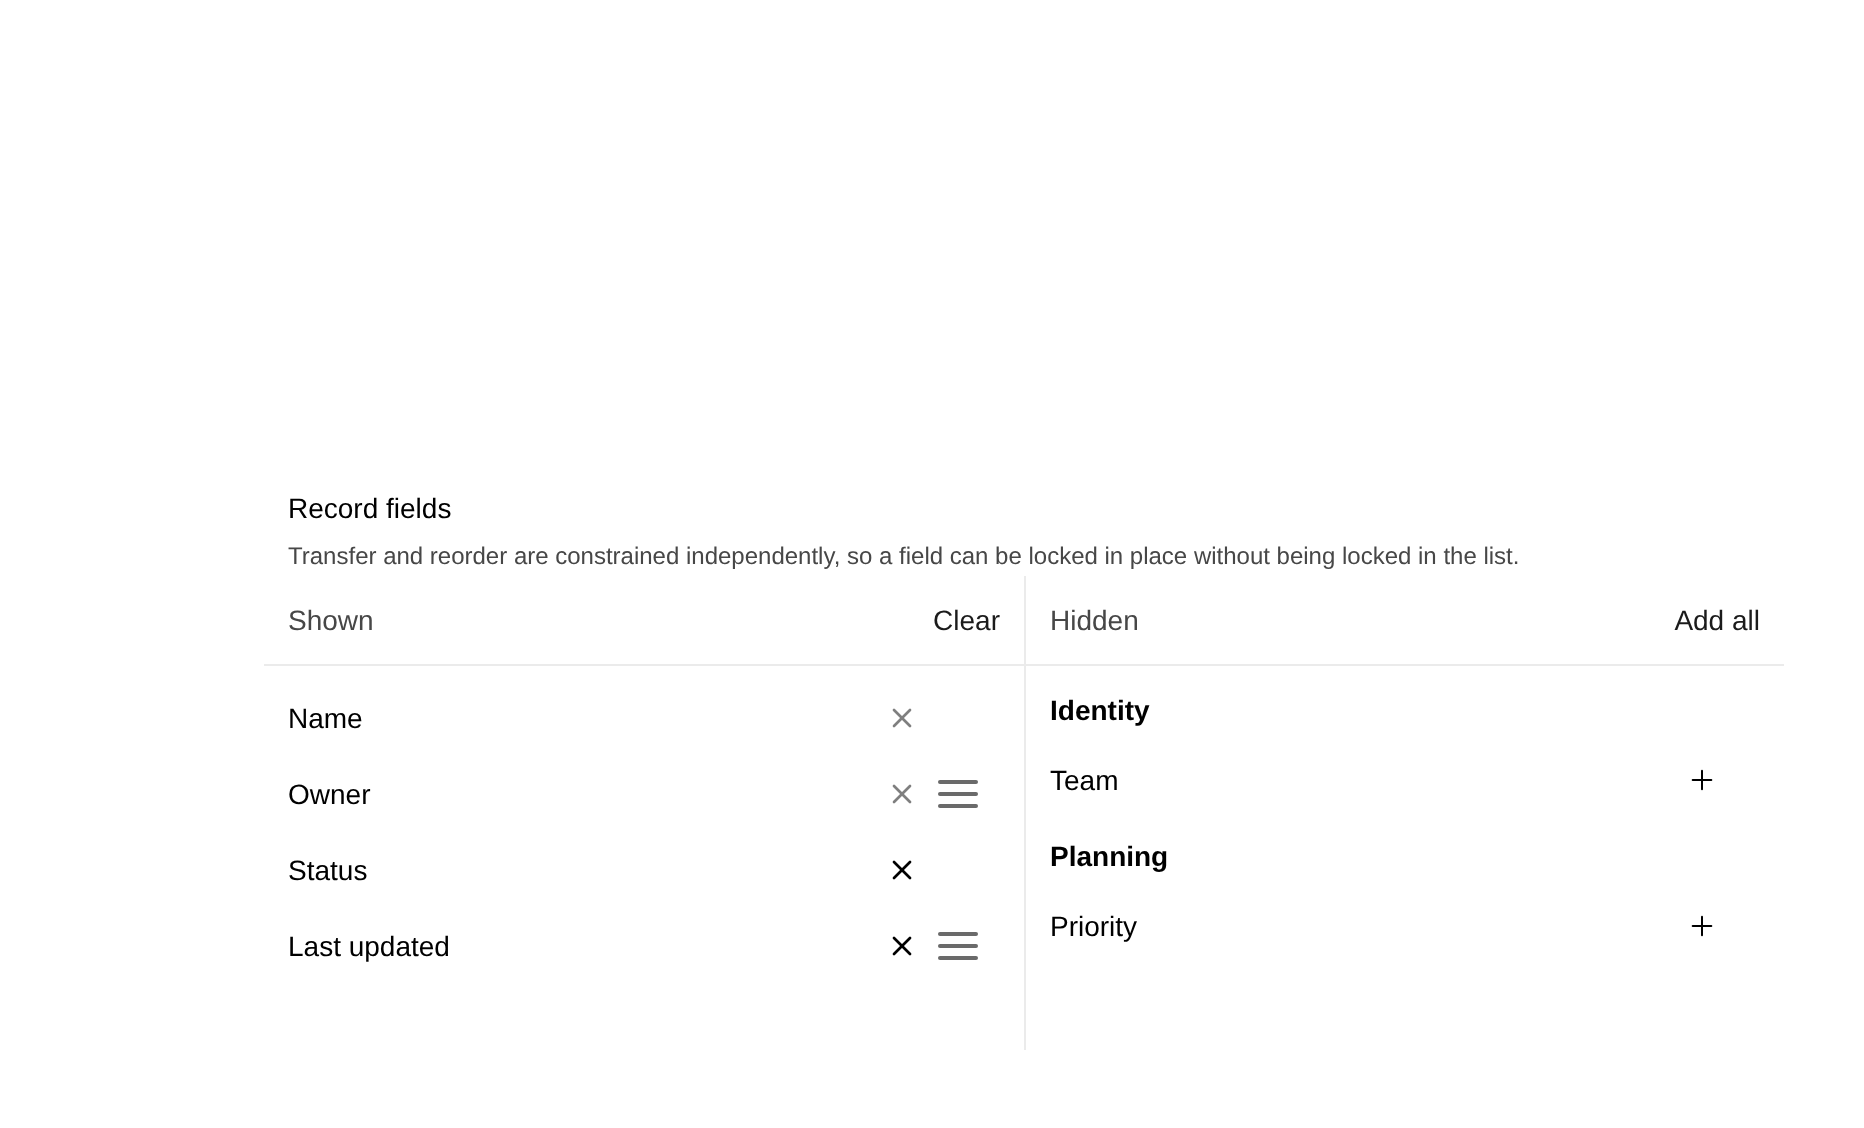 Record fields
Transfer and reorder are constrained independently, so a field can be locked in place without being locked in the list.
Shown
Clear
Name
Owner
Status
Last updated
Hidden
Add all
Identity
Team
Planning
Priority